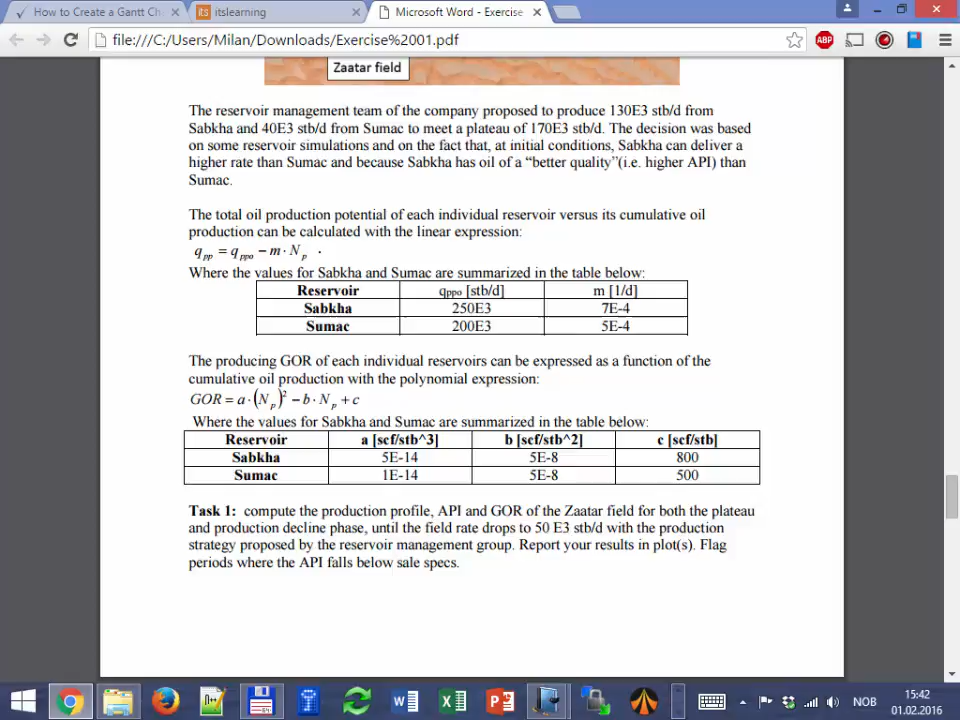 How to Create a Gantt Ch
itslearning
Microsoft Word - Exercise
file:///C:/Users/Milan/Downloads/Exercise%2001.pdf
ABP
Zaatar field
The reservoir management team of the company proposed to produce 130E3 stb/d from
Sabkha and 40E3 stb/d from Sumac to meet a plateau of 170E3 stb/d. The decision was based
on some reservoir simulations and on the fact that, at initial conditions, Sabkha can deliver a
higher rate than Sumac and because Sabkha has oil of a “better quality”(i.e. higher API) than
Sumac.
The total oil production potential of each individual reservoir versus its cumulative oil
production can be calculated with the linear expression:
q_pp = q_ppo − m · N_p .
Where the values for Sabkha and Sumac are summarized in the table below:
Reservoir qppo [stb/d] m [1/d]
Sabkha 250E3 7E-4
Sumac 200E3 5E-4
The producing GOR of each individual reservoirs can be expressed as a function of the
cumulative oil production with the polynomial expression:
GOR = a · (N_p)^2 − b · N_p + c
Where the values for Sabkha and Sumac are summarized in the table below:
Reservoir a [scf/stb^3] b [scf/stb^2] c [scf/stb]
Sabkha 5E-14 5E-8 800
Sumac 1E-14 5E-8 500
Task 1: compute the production profile, API and GOR of the Zaatar field for both the plateau
and production decline phase, until the field rate drops to 50 E3 stb/d with the production
strategy proposed by the reservoir management group. Report your results in plot(s). Flag
periods where the API falls below sale specs.
NOB
15:42
01.02.2016